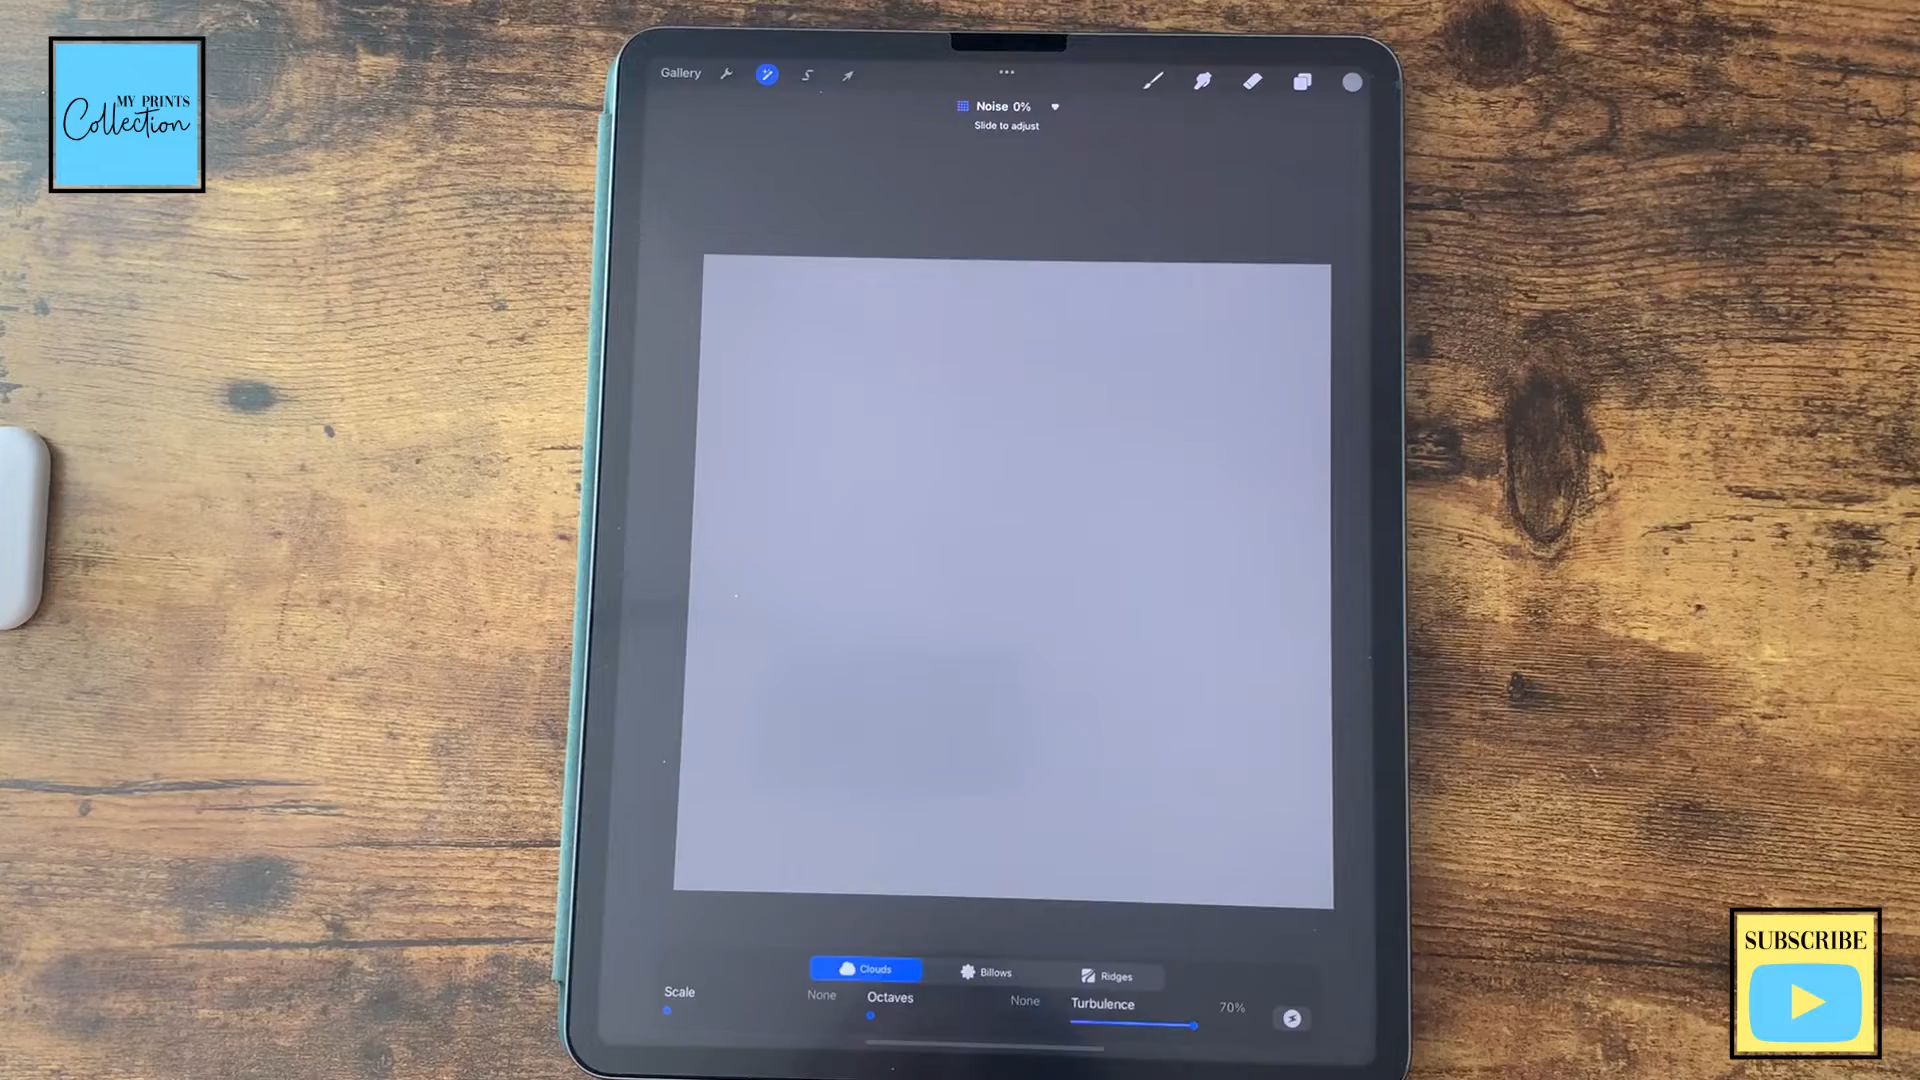 MY PRINTS
Collection
Gallery
Noise 0%
Slide to adjust
Clouds
Billows
Ridges
Scale
None
Octaves
None
Turbulence
70%
SUBSCRIBE